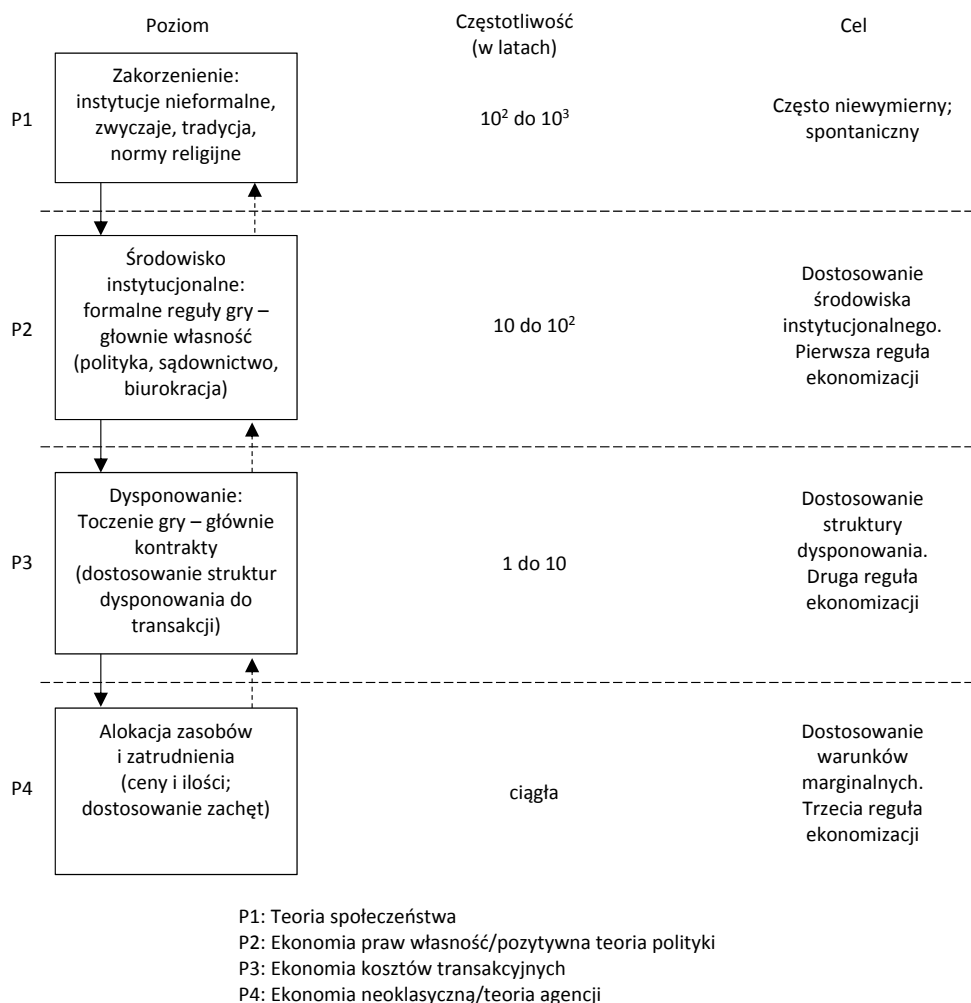 Poziom
Częstotliwość
(w latach)
Cel
P1
Zakorzenienie:
instytucje nieformalne,
zwyczaje, tradycja,
normy religijne
10² do 10³
Często niewymierny;
spontaniczny
P2
Środowisko
instytucjonalne:
formalne reguły gry –
głownie własność
(polityka, sądownictwo,
biurokracja)
10 do 10²
Dostosowanie
środowiska
instytucjonalnego.
Pierwsza reguła
ekonomizacji
P3
Dysponowanie:
Toczenie gry – głównie
kontrakty
(dostosowanie struktur
dysponowania do
transakcji)
1 do 10
Dostosowanie
struktury
dysponowania.
Druga reguła
ekonomizacji
P4
Alokacja zasobów
i zatrudnienia
(ceny i ilości;
dostosowanie zachęt)
ciągła
Dostosowanie
warunków
marginalnych.
Trzecia reguła
ekonomizacji
P1: Teoria społeczeństwa
P2: Ekonomia praw własność/pozytywna teoria polityki
P3: Ekonomia kosztów transakcyjnych
P4: Ekonomia neoklasyczną/teoria agencji